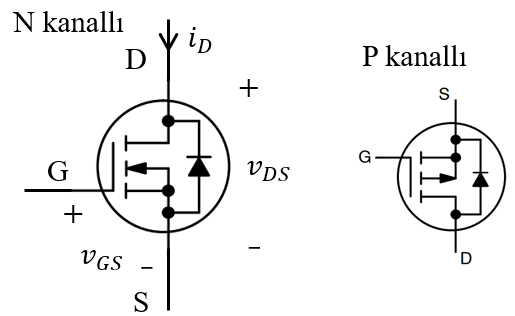 N kanallı
i_D
D
+
P kanallı
S
G
v_DS
G
+
v_GS
–
–
S
D